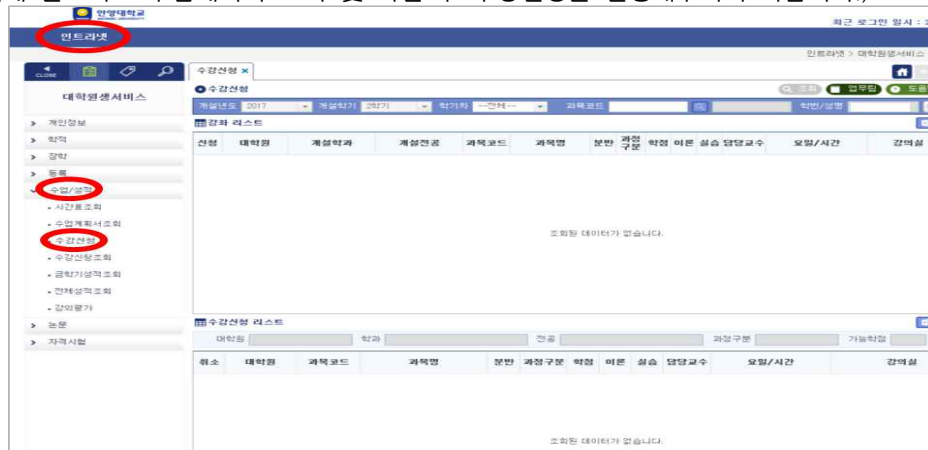 안양대학교
최근 로그인 일시 :
인트라넷
인트라넷 > 대학원생서비스
CLOSE
수강신청 ×
대학원생서비스
수강신청
조회 업무팀 도움
개설년도 2017 개설학기 2학기 학기차 --전체-- 과목코드 학번/성명
개인정보
강좌 리스트
학적
신청 대학원 개설학과 개설전공 과목코드 과목명 분반 과정구분 학점 이론 실습 담당교수 요일/시간 강의실
장학
등록
수업/성적
시간표조회
수업계획서조회
수강신청
조회된 데이터가 없습니다.
수강신청조회
금학기성적조회
전체성적조회
강의평가
논문
수강신청 리스트
자격시험
대학원 학과 전공 과정구분 가능학점
취소 대학원 과목코드 과목명 분반 과정구분 학점 이론 실습 담당교수 요일/시간 강의실
조회된 데이터가 없습니다.